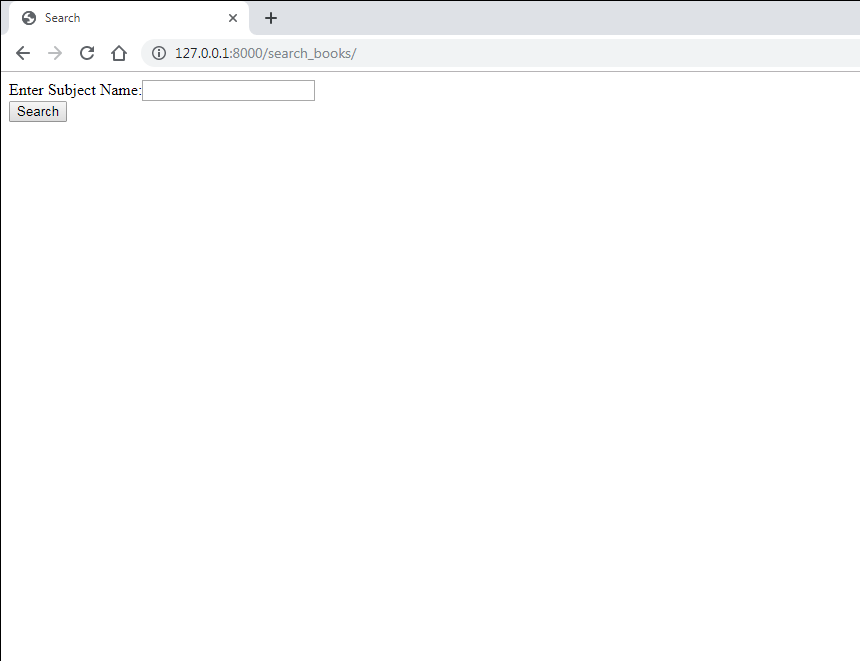 Search
127.0.0.1:8000/search_books/
Enter Subject Name:
Search